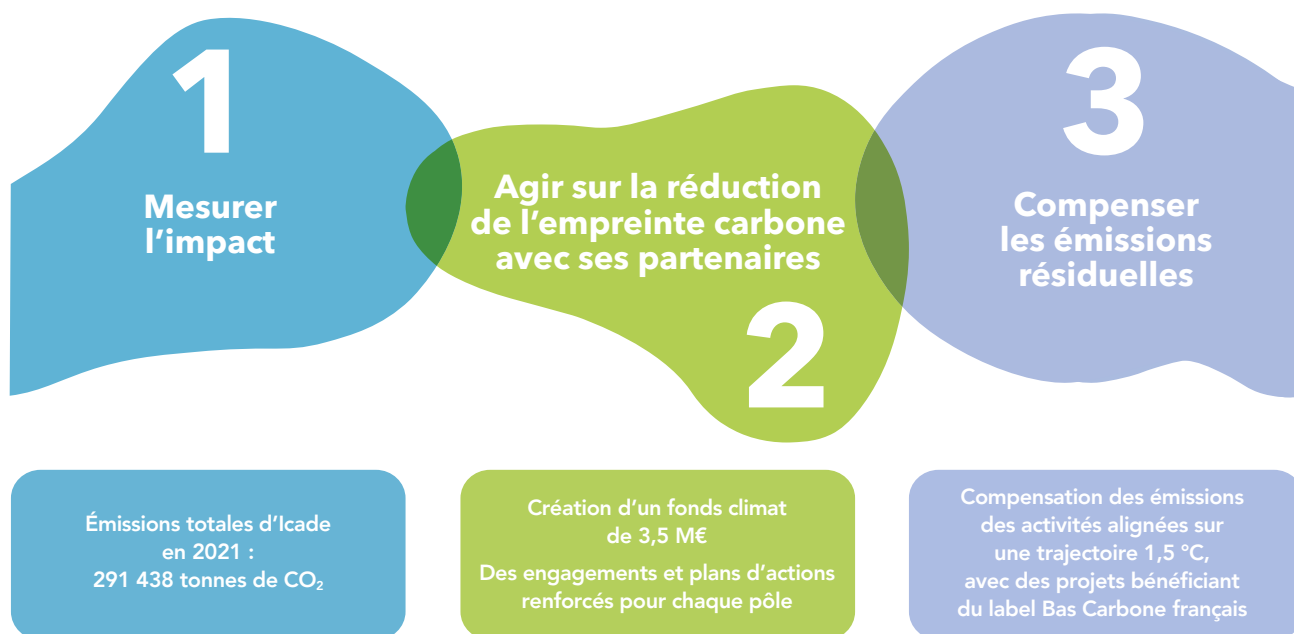 1
Mesurer
l’impact
Agir sur la réduction
de l’empreinte carbone
avec ses partenaires
2
3
Compenser
les émissions
résiduelles
Émissions totales d’Icade
en 2021 :
291 438 tonnes de CO₂
Création d’un fonds climat
de 3,5 M€
Des engagements et plans d’actions
renforcés pour chaque pôle
Compensation des émissions
des activités alignées sur
une trajectoire 1,5 °C,
avec des projets bénéficiant
du label Bas Carbone français